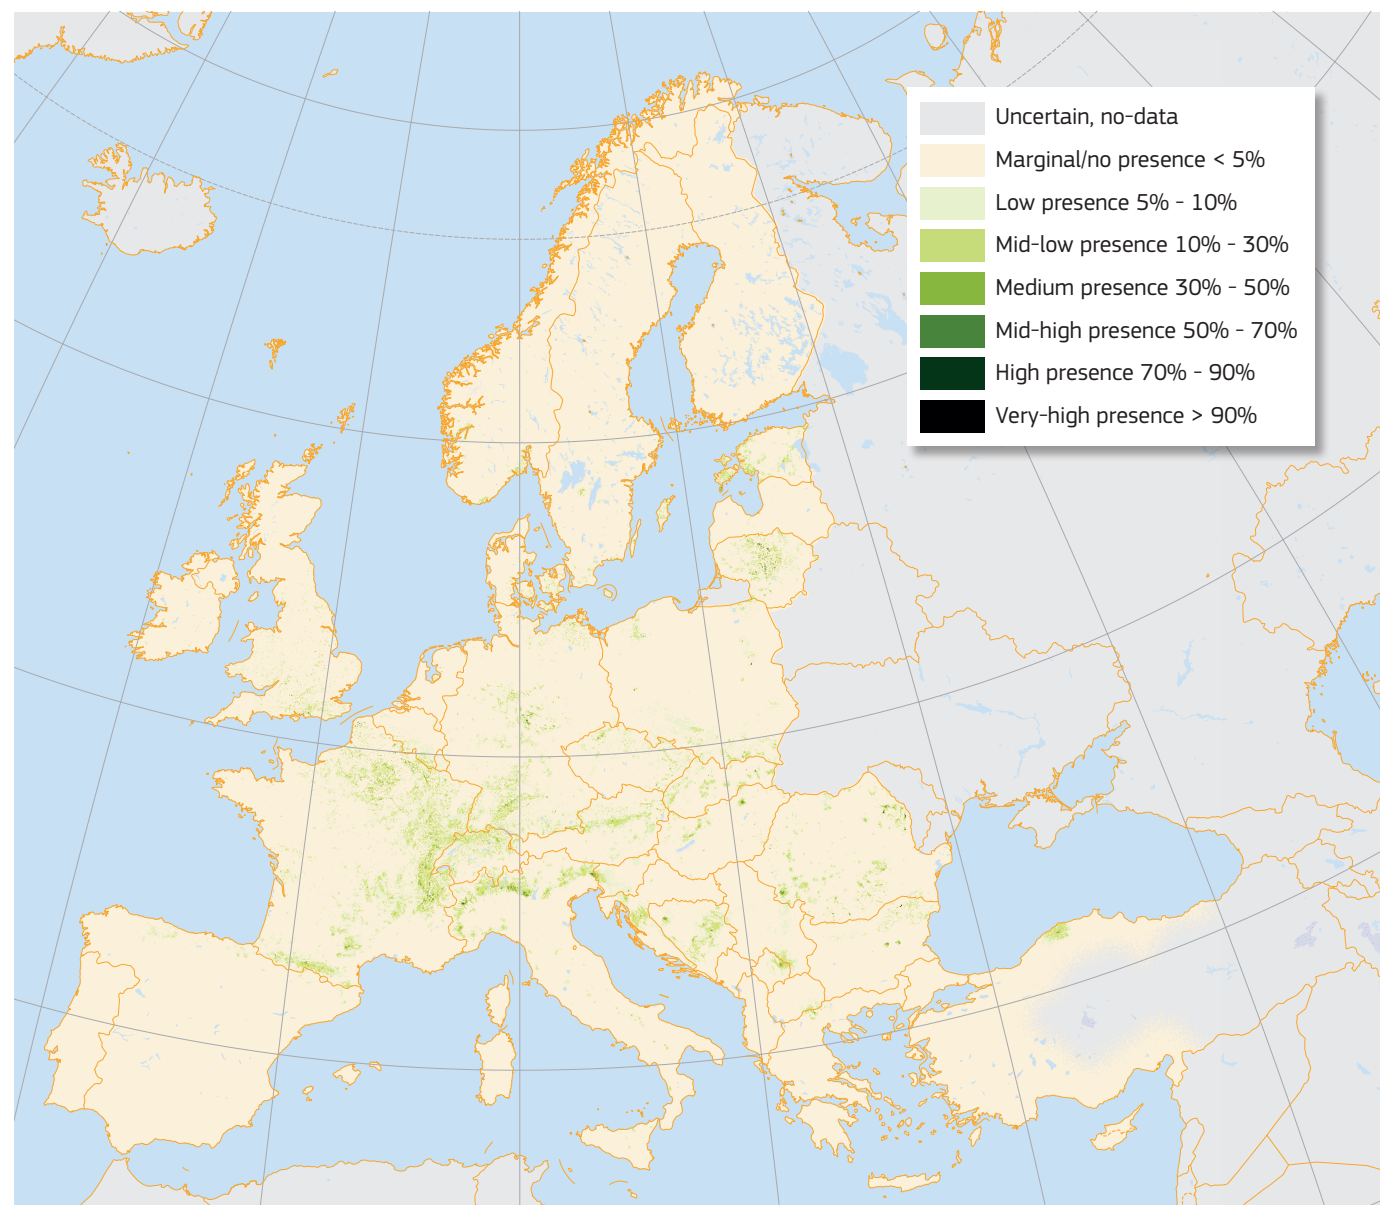 Uncertain, no-data
Marginal/no presence < 5%
Low presence 5% - 10%
Mid-low presence 10% - 30%
Medium presence 30% - 50%
Mid-high presence 50% - 70%
High presence 70% - 90%
Very-high presence > 90%